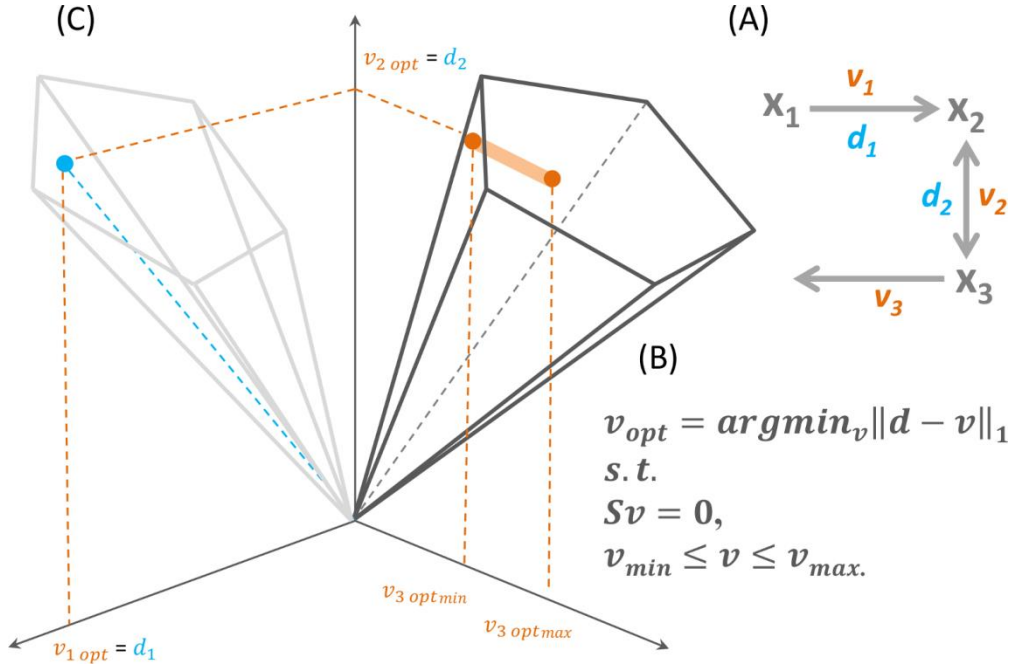 (C)
v2 opt = d2
v1 opt = d1
v3 optmin
v3 optmax
(A)
v1
x1
x2
d1
d2
v2
x3
v3
(B)
vopt = argminv‖d − v‖1
s.t.
Sv = 0,
vmin ≤ v ≤ vmax.